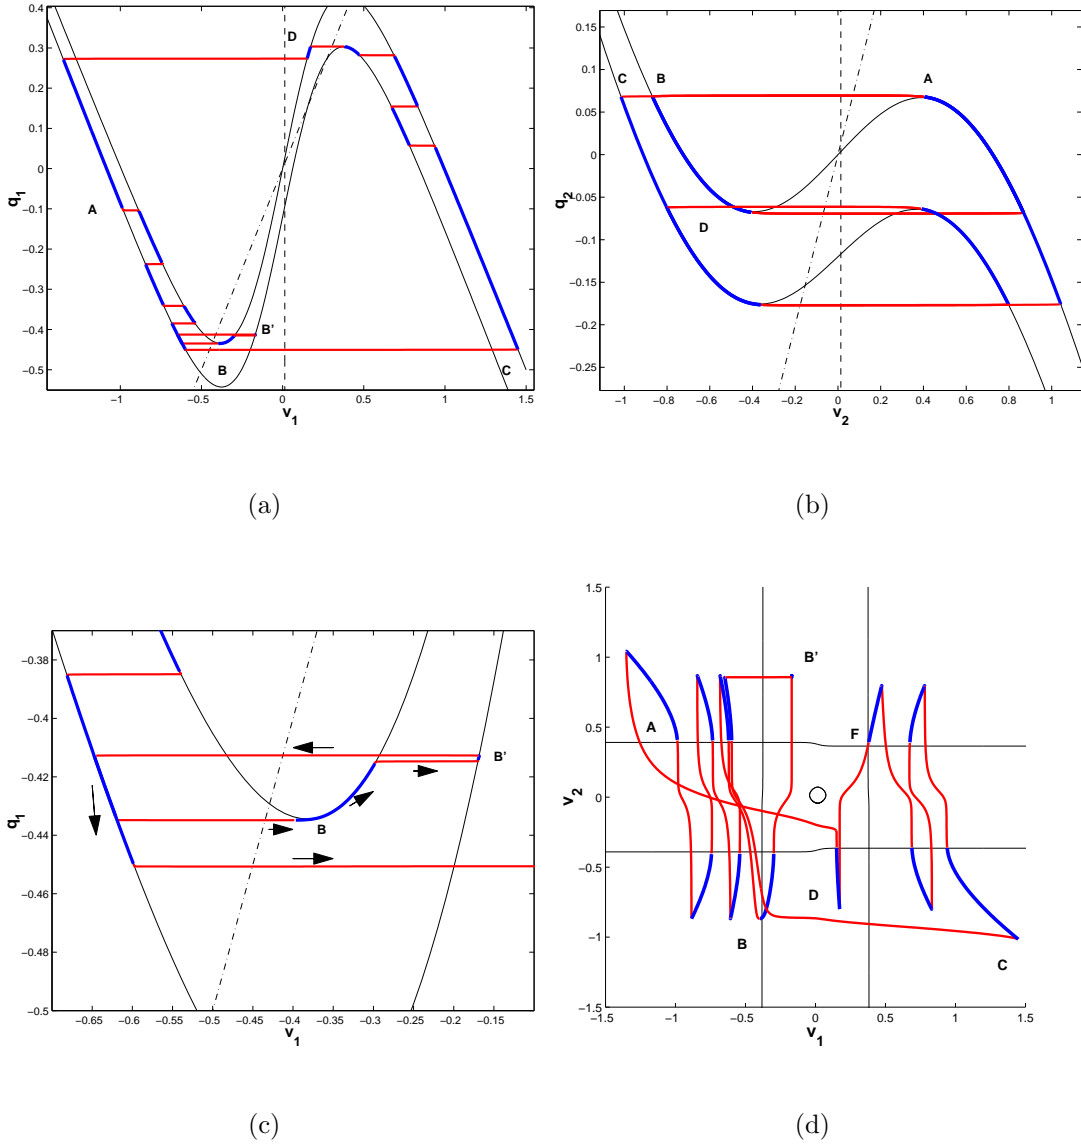 0.4
0.3
0.2
0.1
0
−0.1
−0.2
−0.3
−0.4
−0.5
q1
−1
−0.5
0
0.5
1
1.5
v1
D
A
B
B'
C
(a)
0.15
0.1
0.05
0
−0.05
−0.1
−0.15
−0.2
−0.25
q2
−1
−0.8
−0.6
−0.4
−0.2
0
0.2
0.4
0.6
0.8
1
v2
C
B
A
D
(b)
−0.38
−0.4
−0.42
−0.44
−0.46
−0.48
−0.5
q1
−0.65
−0.6
−0.55
−0.5
−0.45
−0.4
−0.35
−0.3
−0.25
−0.2
−0.15
v1
B'
B
(c)
1.5
1
0.5
0
−0.5
−1
−1.5
v2
−1.5
−1
−0.5
0
0.5
1
1.5
v1
B'
A
F
D
B
C
(d)